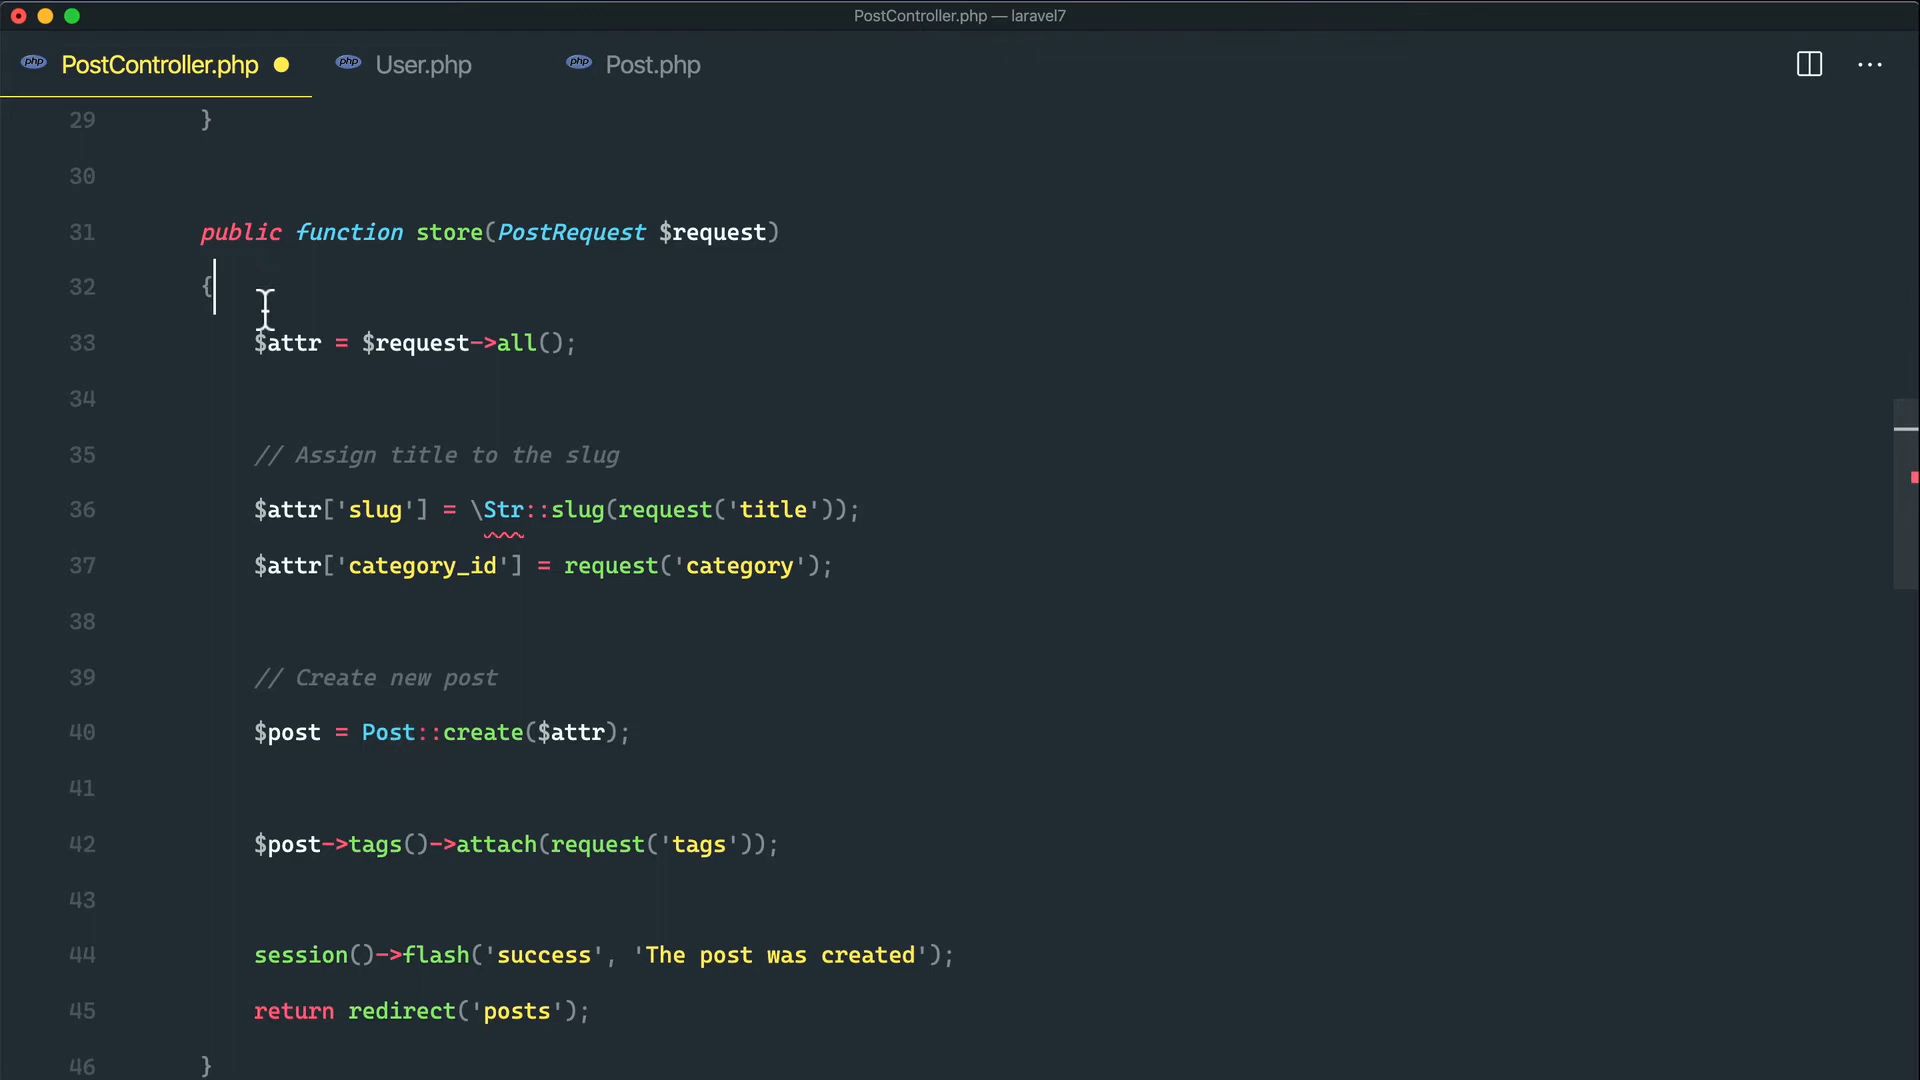 PostController.php — laravel7
php PostController.php php User.php php Post.php
29 }
30
31 public function store(PostRequest $request)
32 {
33 $attr = $request->all();
34
35 // Assign title to the slug
36 $attr['slug'] = \Str::slug(request('title'));
37 $attr['category_id'] = request('category');
38
39 // Create new post
40 $post = Post::create($attr);
41
42 $post->tags()->attach(request('tags'));
43
44 session()->flash('success', 'The post was created');
45 return redirect('posts');
46 }